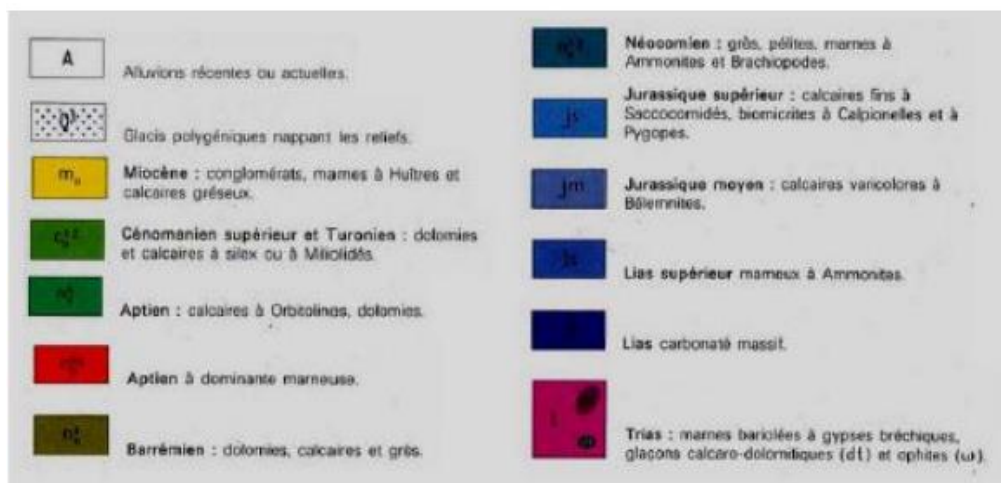 A
Alluvions récentes ou actuelles.
Glacis polygéniques nappant les reliefs.
Miocène : conglomérats, marnes à Huîtres et
calcaires gréseux.
Cénomanien supérieur et Turonien : dolomies
et calcaires à silex ou à Miliolidés.
Aptien : calcaires à Orbitolines, dolomies.
Aptien à dominante marneuse.
Barrémien : dolomies, calcaires et grès.
Néocomien : grès, pélites, marnes à
Ammonites et Brachiopodes.
js
Jurassique supérieur : calcaires fins à
Saccocomidés, biomicrites à Calpionelles et à
Pygopes.
jm
Jurassique moyen : calcaires varicolores à
Bélemnites.
Lias supérieur marneux à Ammonites.
Lias carbonaté massif.
Trias : marnes bariolées à gypses bréchiques,
glaçons calcaro-dolomitiques (dt) et ophites (ω).